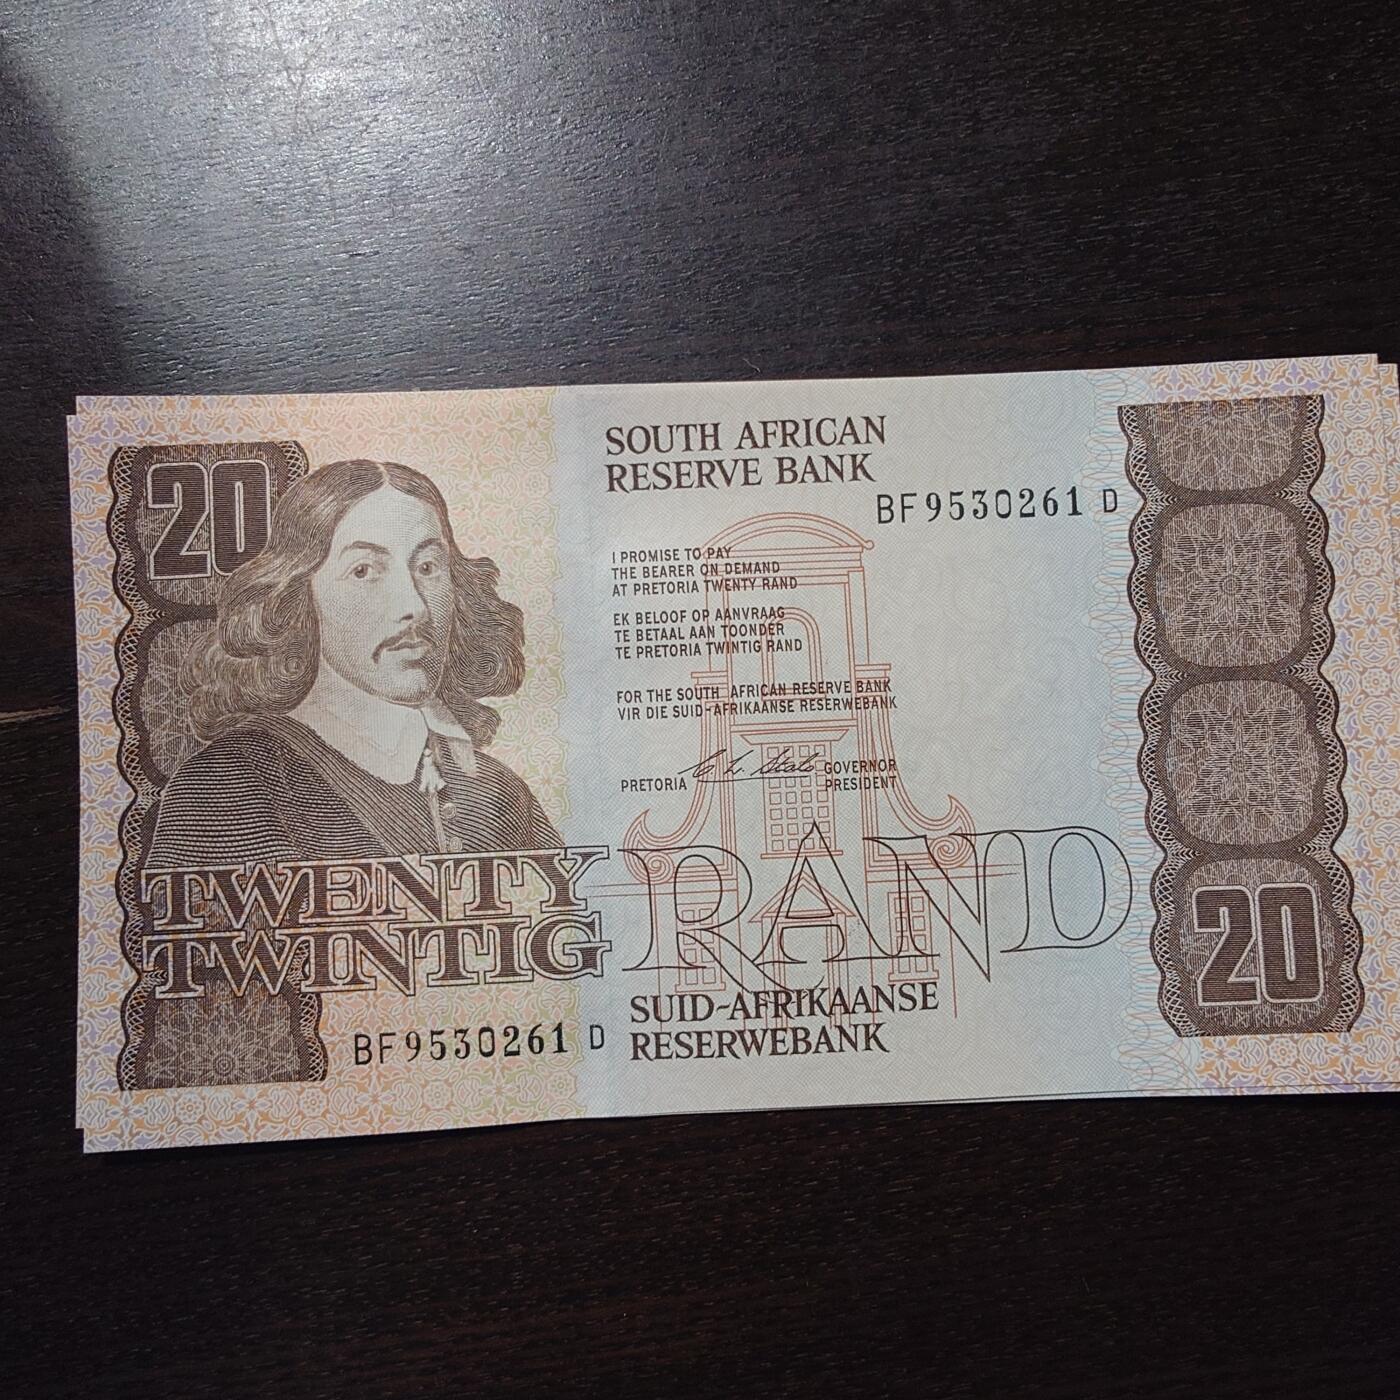 20
SOUTH AFRICAN
RESERVE BANK
BF9530261 D
I PROMISE TO PAY
THE BEARER ON DEMAND
AT PRETORIA TWENTY RAND
EK BELOOF OP AANVRAAG
TE BETAAL AAN TOONDER
TE PRETORIA TWINTIG RAND
FOR THE SOUTH AFRICAN RESERVE BANK
VIR DIE SUID-AFRIKAANSE RESERWEBANK
PRETORIA
GOVERNOR
PRESIDENT
TWENTY
TWINTIG
RAND
20
SUID-AFRIKAANSE
RESERWEBANK
BF9530261 D